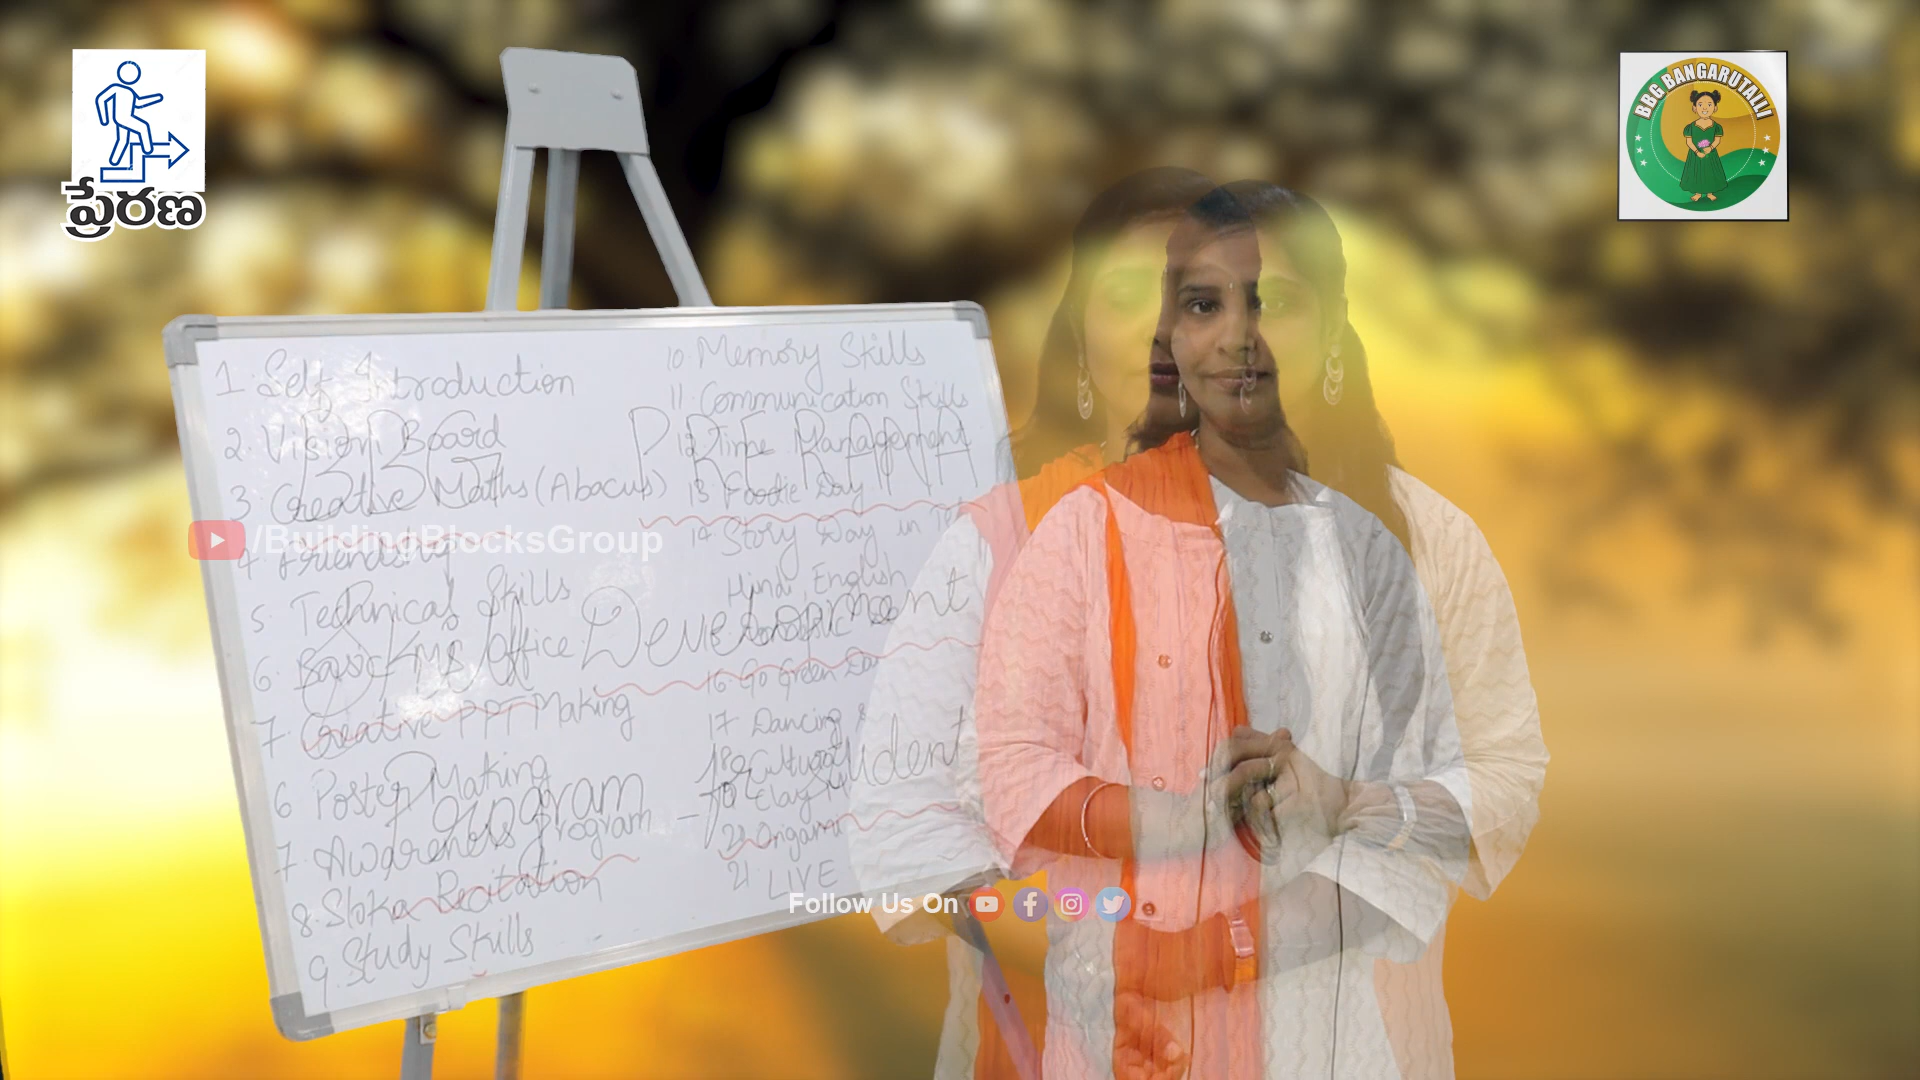 ప్రేరణ
BBG BANGARUTALLI
1. Self Introduction
2. Vision Board
BBG PRERANA
3. Creative Maths (Abacus)
/BuildingBlocksGroup
4. Friendship
5. Technical Skills
6. Basic MS Office
Development
7. Creative PPT Making
6 Poster Making
Program
7. Awareness Program
8. Sloka Recitation
9. Study Skills
10. Memory Skills
11. Communication Skills
12 Time Management
13 Foodie Day
14 Story Day in
Hindi, English
16. Go Green Day
17 Dancing
18 Cultural
Student
21 LIVE
Follow Us On